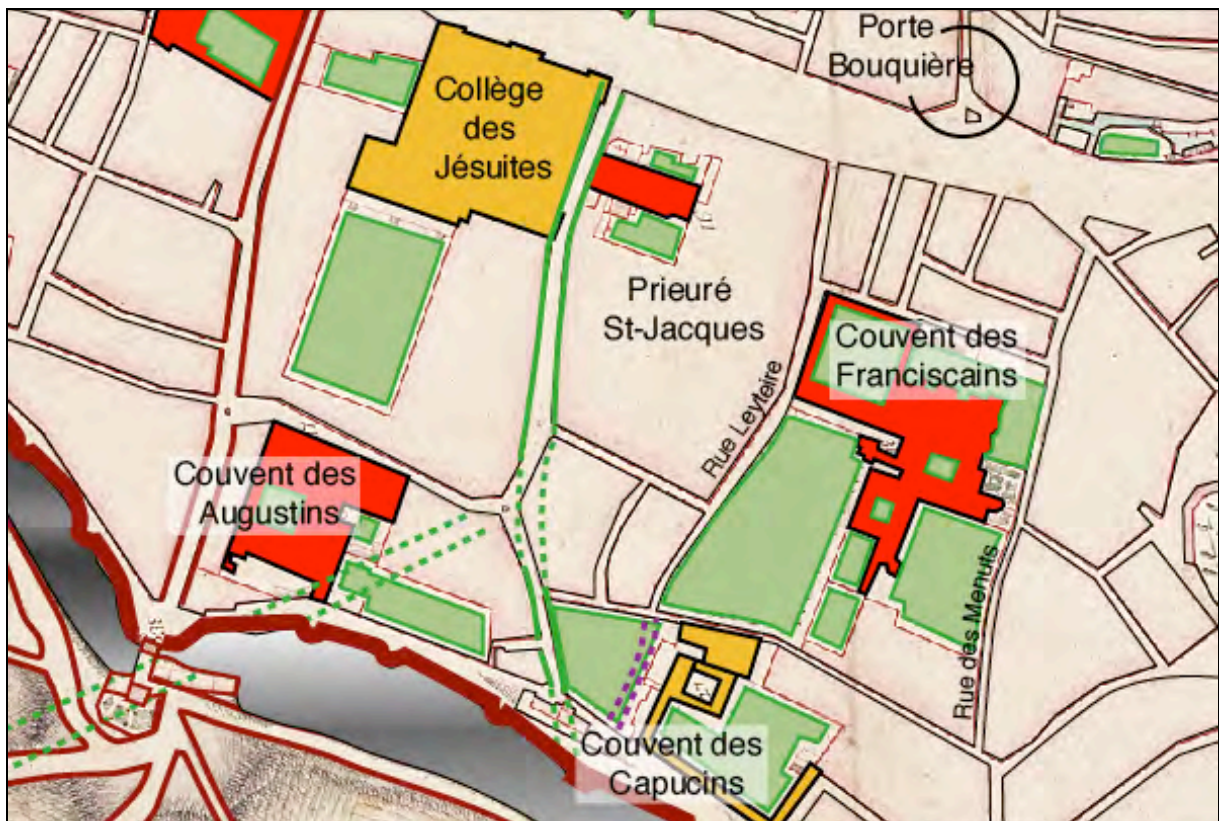 Porte
Bouquière
Collège
des
Jésuites
Prieuré
St-Jacques
Couvent des
Franciscains
Rue Leyteire
Couvent des
Augustins
Rue des Menuts
Couvent des
Capucins